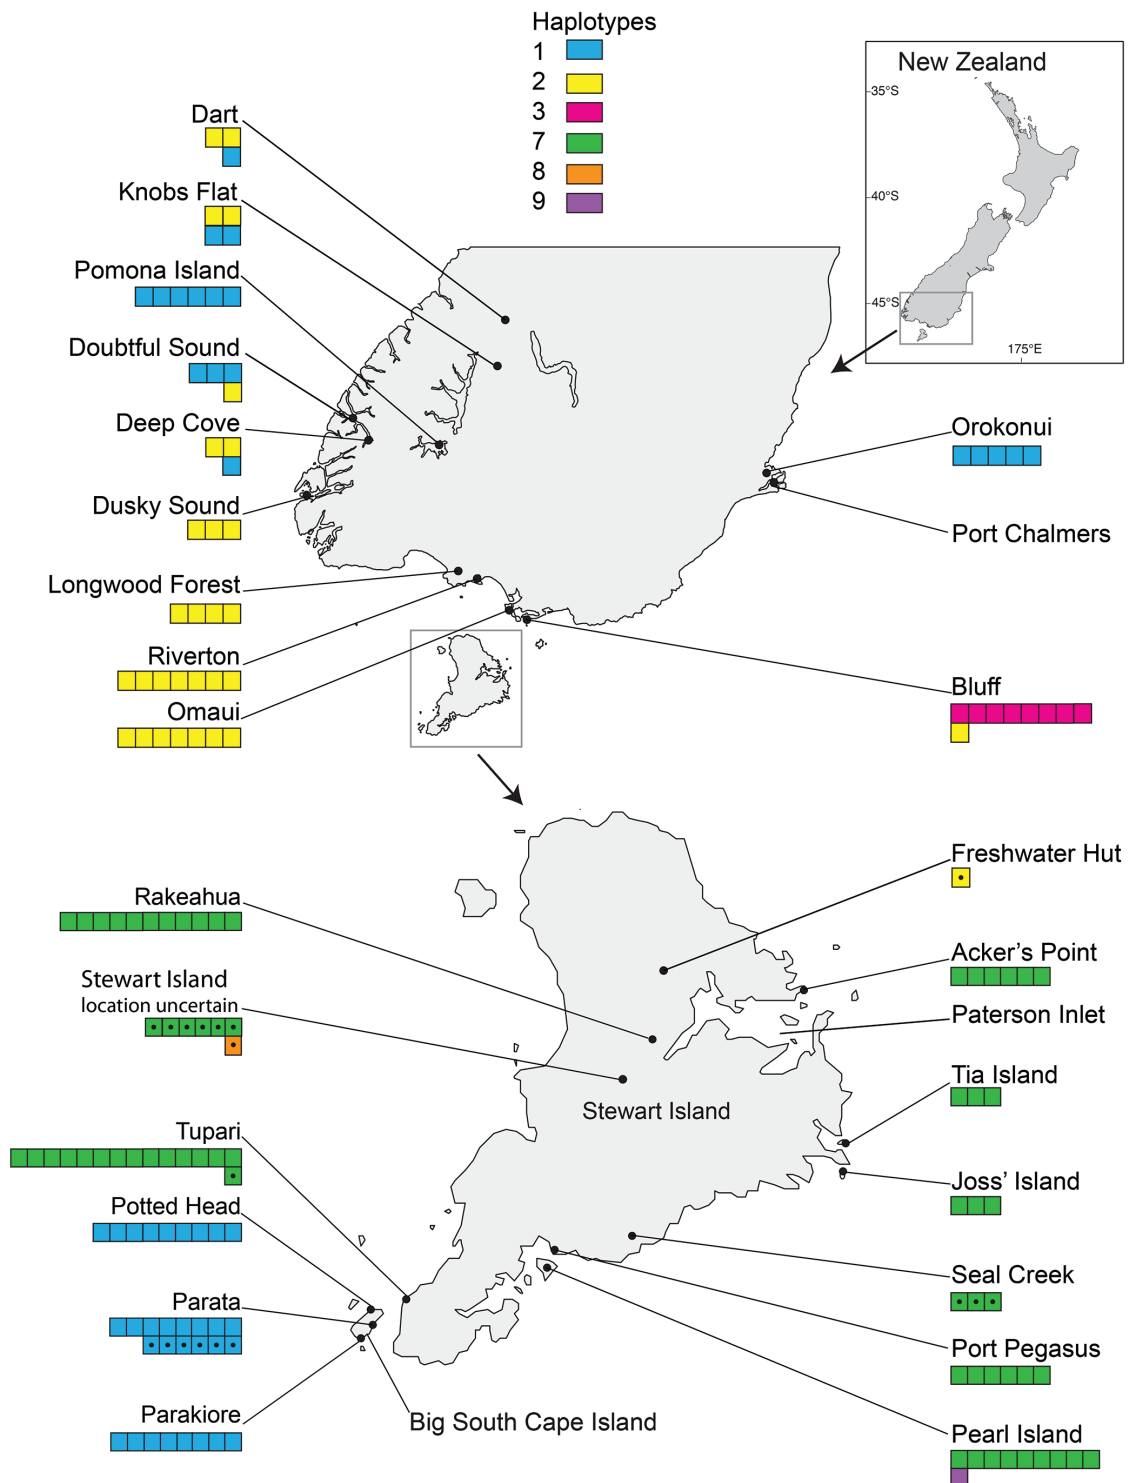 Haplotypes
1
2
3
7
8
9
New Zealand
35°S
40°S
45°S
175°E
Dart
Knobs Flat
Pomona Island
Doubtful Sound
Deep Cove
Dusky Sound
Longwood Forest
Riverton
Omaui
Orokonui
Port Chalmers
Bluff
Rakeahua
Stewart Island
location uncertain
Tupari
Potted Head
Parata
Parakiore
Big South Cape Island
Stewart Island
Freshwater Hut
Acker's Point
Paterson Inlet
Tia Island
Joss' Island
Seal Creek
Port Pegasus
Pearl Island